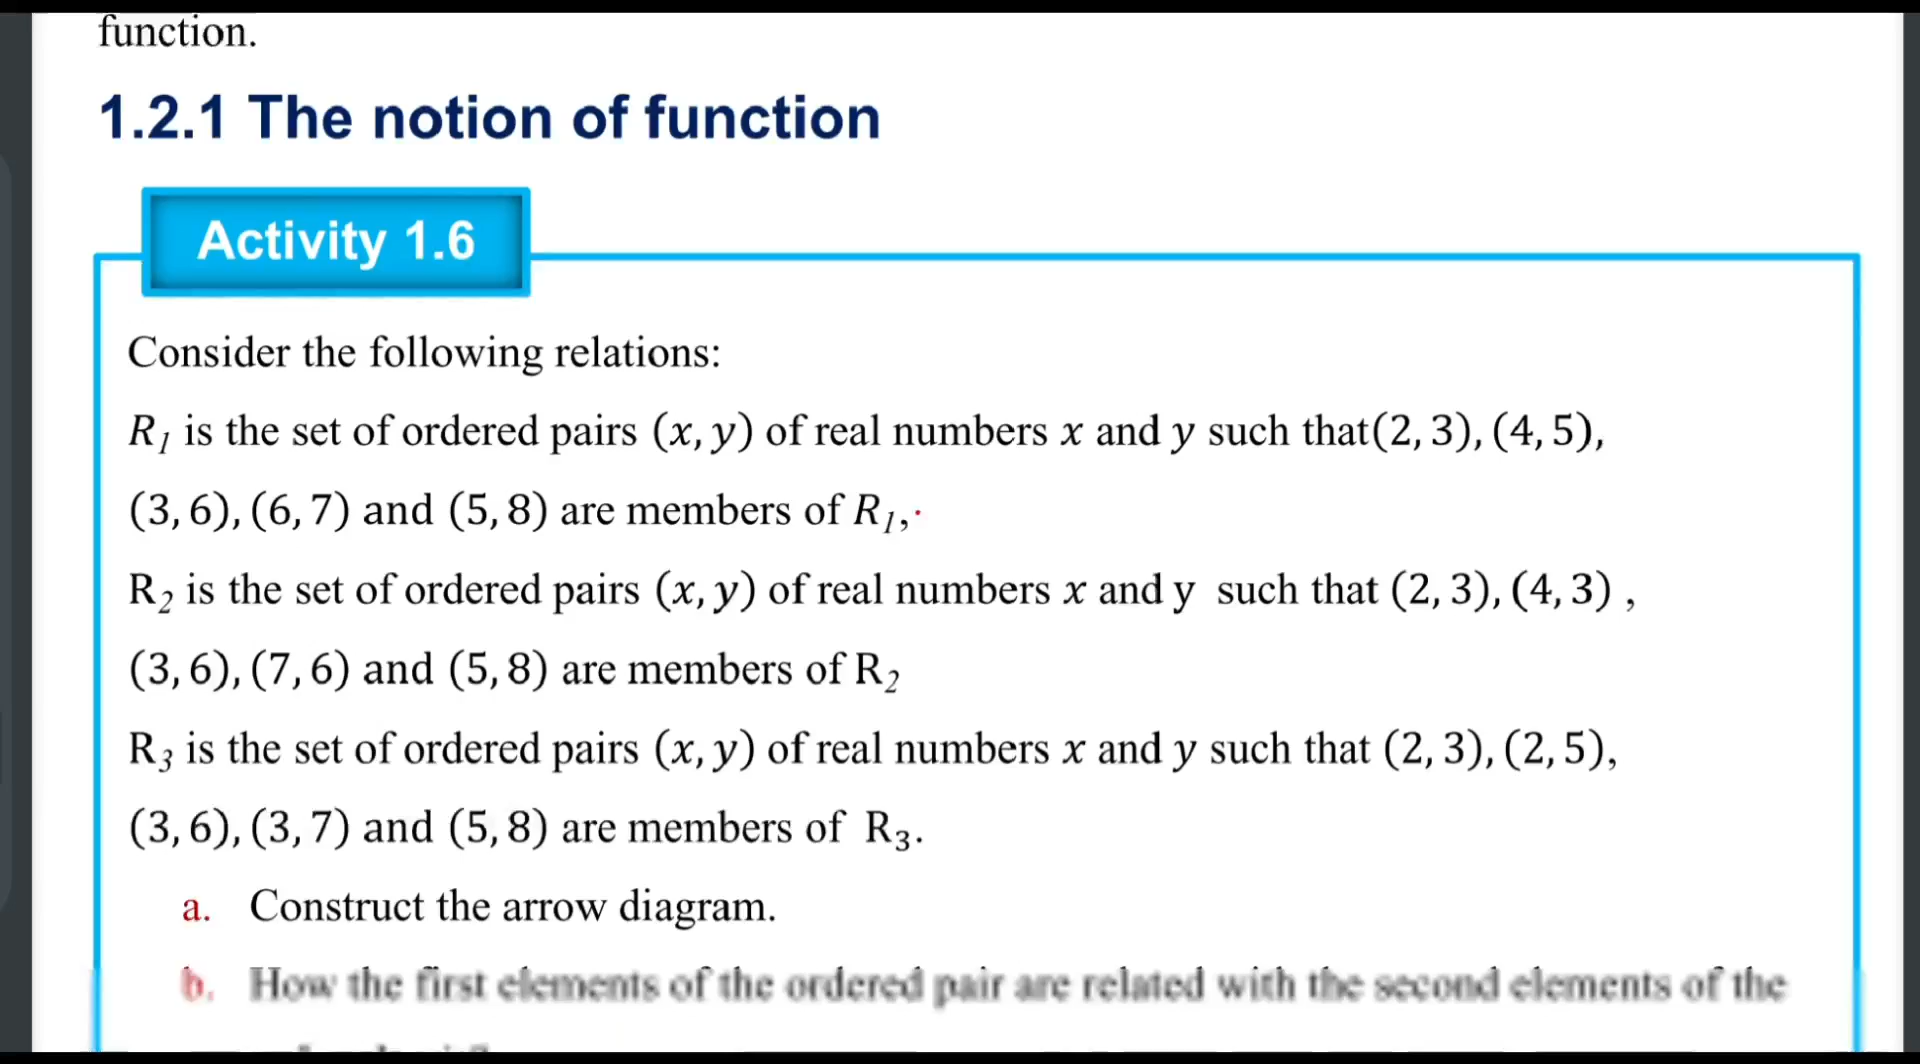 function.
1.2.1 The notion of function
Activity 1.6
Consider the following relations:
R₁ is the set of ordered pairs (x, y) of real numbers x and y such that(2, 3), (4, 5),
(3, 6), (6, 7) and (5, 8) are members of R₁,
R₂ is the set of ordered pairs (x, y) of real numbers x and y such that (2, 3), (4, 3) ,
(3, 6), (7, 6) and (5, 8) are members of R₂
R₃ is the set of ordered pairs (x, y) of real numbers x and y such that (2, 3), (2, 5),
(3, 6), (3, 7) and (5, 8) are members of R₃.
a. Construct the arrow diagram.
b. How the first elements of the ordered pair are related with the second elements of the